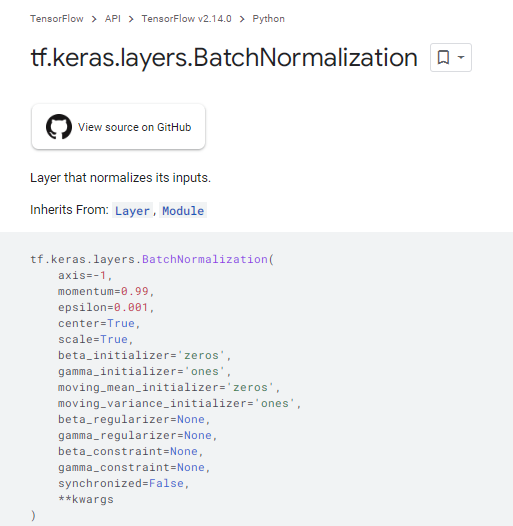 TensorFlow > API > TensorFlow v2.14.0 > Python
tf.keras.layers.BatchNormalization
View source on GitHub
Layer that normalizes its inputs.
Inherits From: Layer, Module
tf.keras.layers.BatchNormalization(
    axis=-1,
    momentum=0.99,
    epsilon=0.001,
    center=True,
    scale=True,
    beta_initializer='zeros',
    gamma_initializer='ones',
    moving_mean_initializer='zeros',
    moving_variance_initializer='ones',
    beta_regularizer=None,
    gamma_regularizer=None,
    beta_constraint=None,
    gamma_constraint=None,
    synchronized=False,
    **kwargs
)